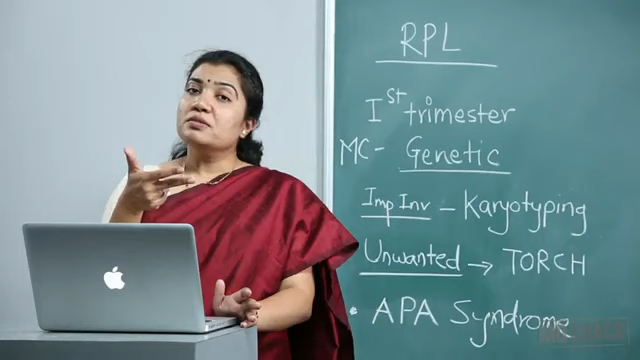 RPL
Ist trimester
MC- Genetic
Imp Inv - Karyotyping
Unwanted → TORCH
• APA Syndrome